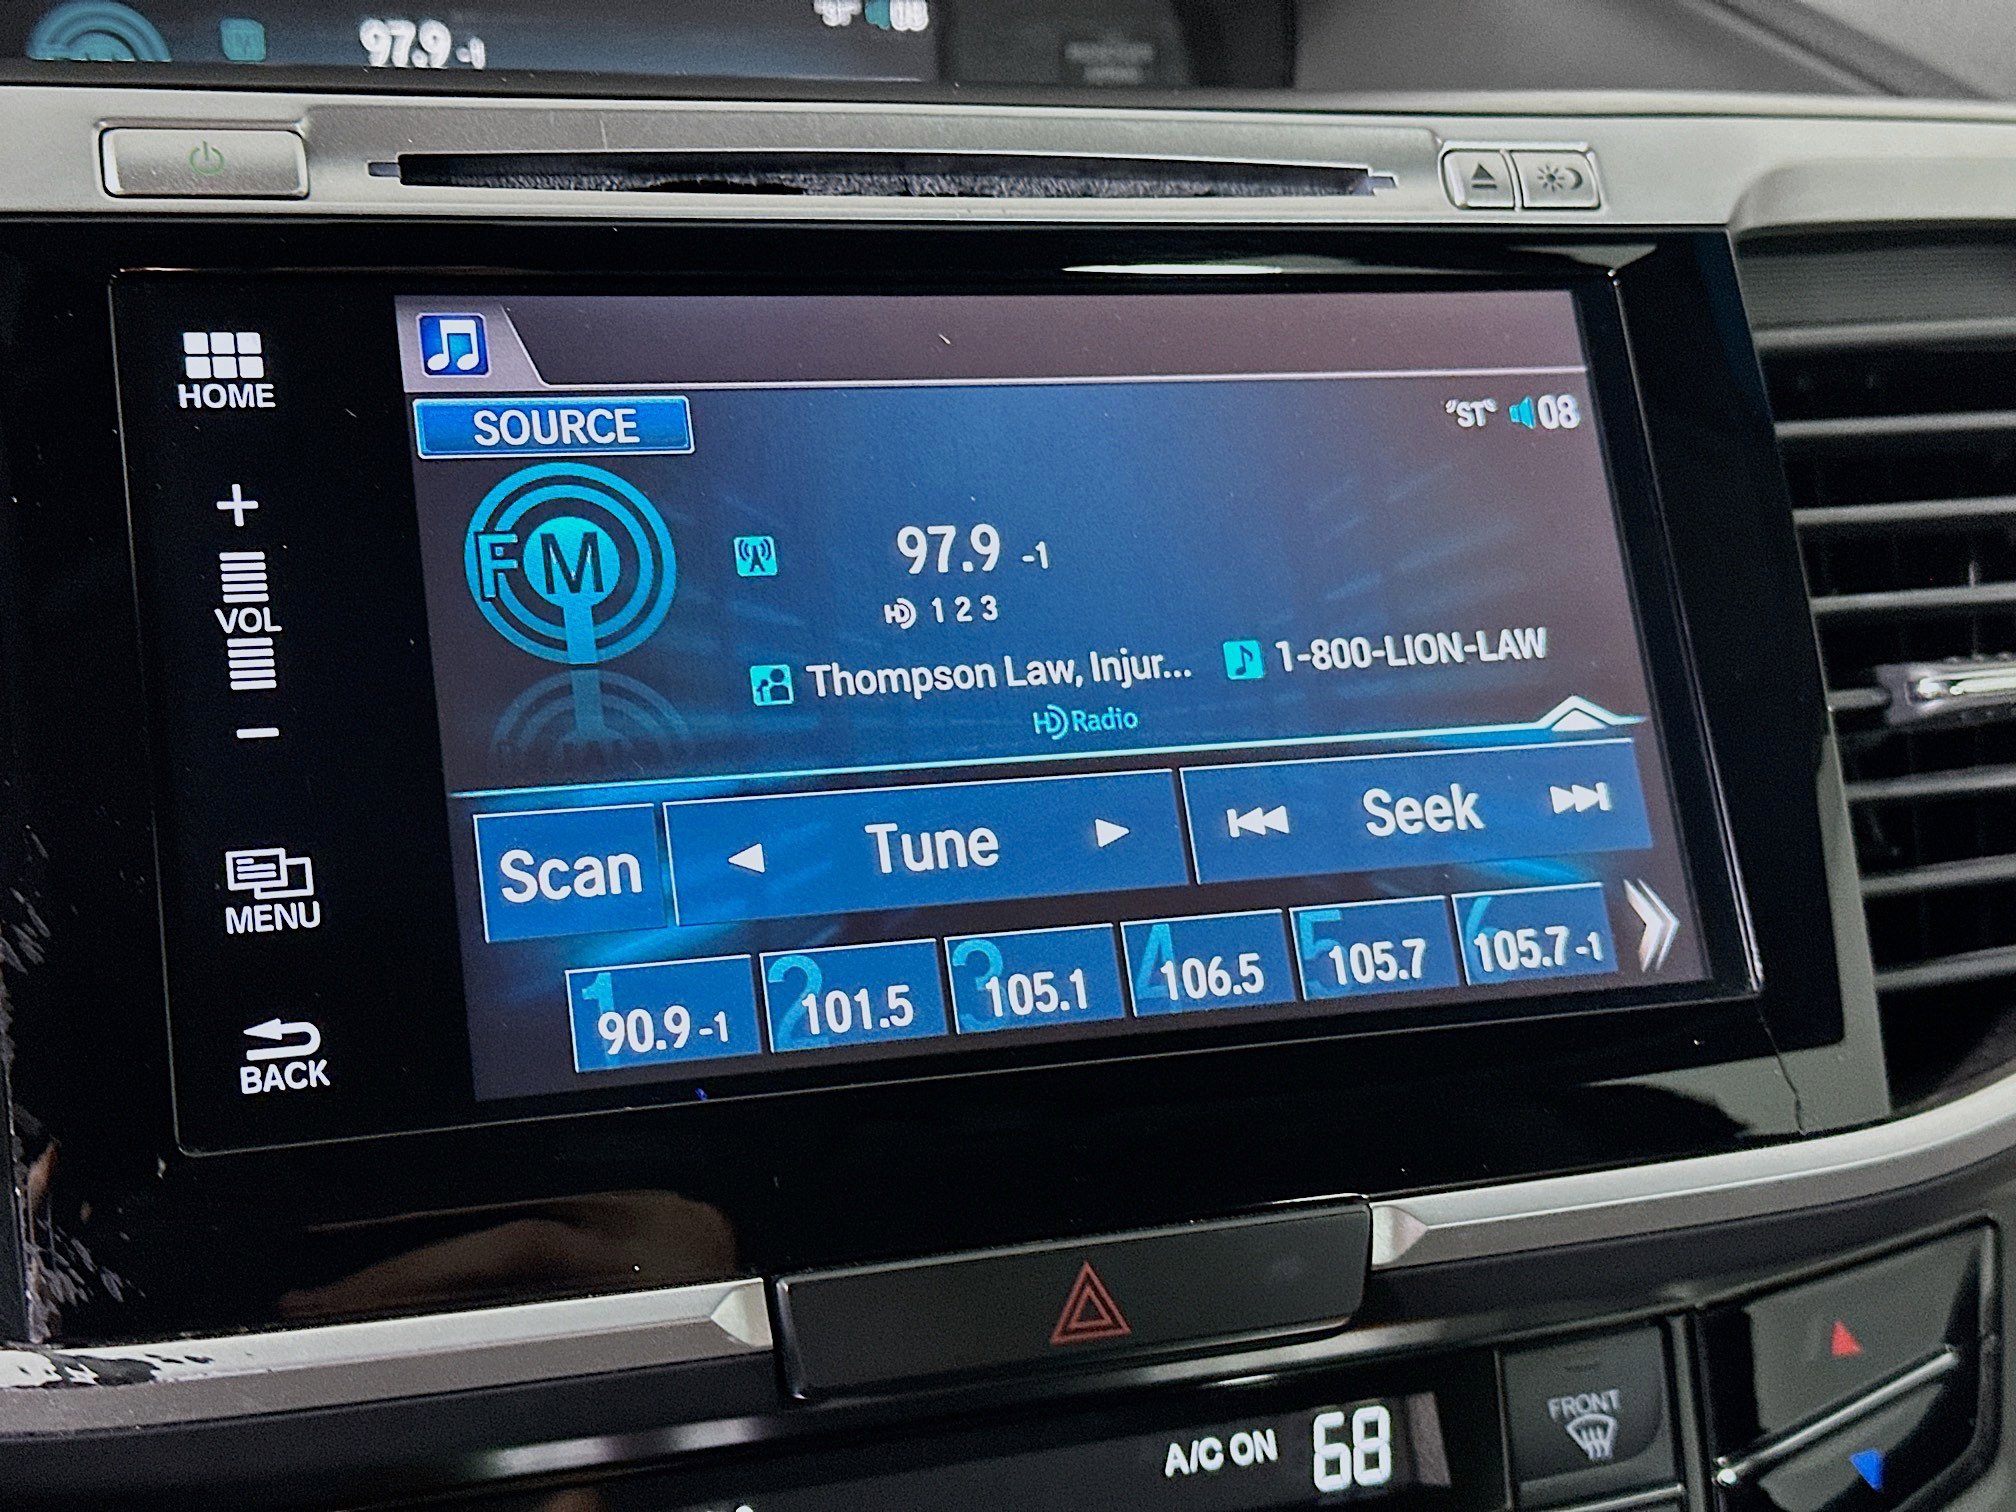 97.9 -1
08
HOME
VOL
MENU
BACK
SOURCE
"ST" 08
FM
97.9 -1
HD 1 2 3
Thompson Law, Injur... 1-800-LION-LAW
HD Radio
Scan Tune Seek
1 90.9 -1
2 101.5
3 105.1
4 106.5
5 105.7
6 105.7 -1
A/C ON 68
FRONT